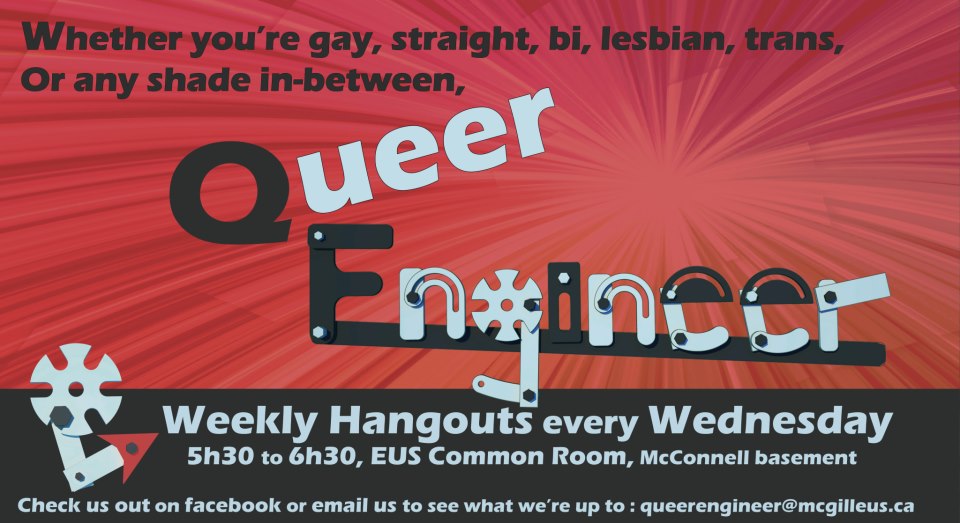 Whether you're gay, straight, bi, lesbian, trans,
Or any shade in-between,
Queer
Engineer
Weekly Hangouts every Wednesday
5h30 to 6h30, EUS Common Room, McConnell basement
Check us out on facebook or email us to see what we're up to : queerengineer@mcgilleus.ca